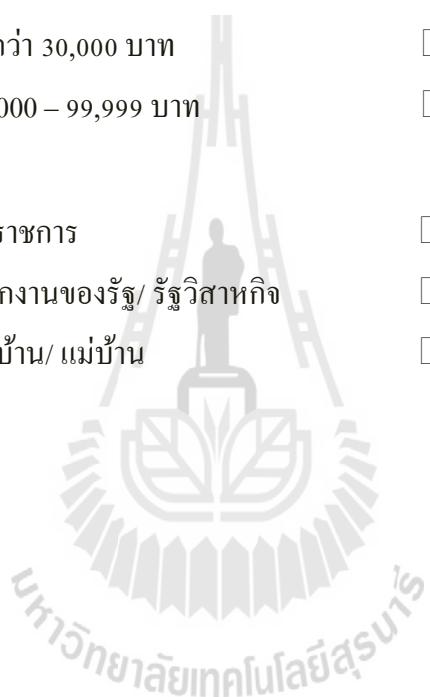 กว่า 30,000 บาท
000 – 99,999 บาท
ราชการ
กงานของรัฐ/ รัฐวิสาหกิจ
บ้าน/ แม่บ้าน
มหาวิทยาลัยเทคโนโลยีสุรนารี